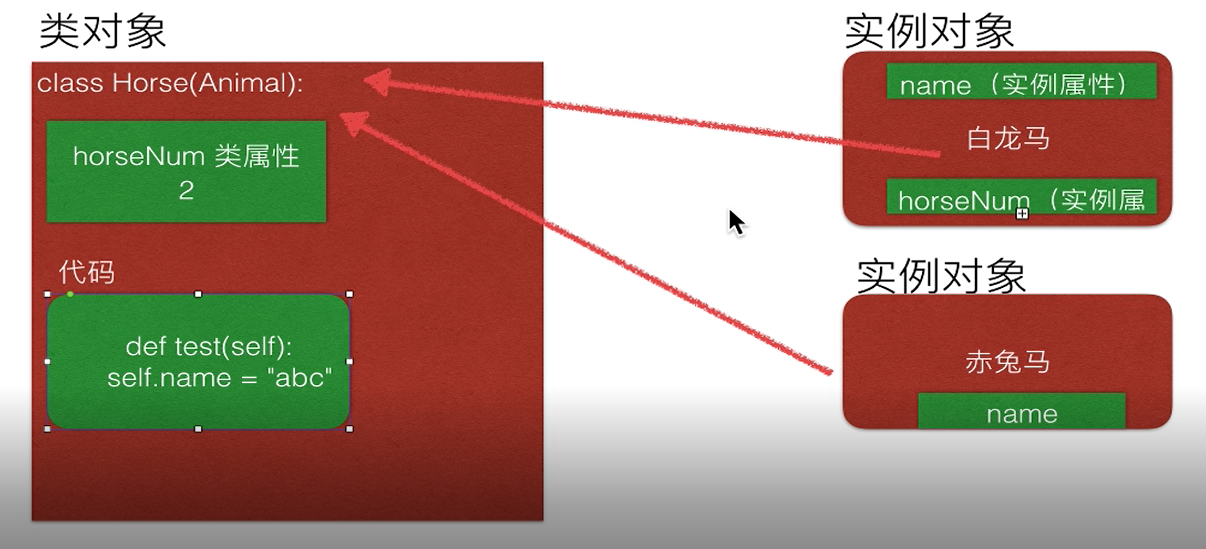 类对象
class Horse(Animal):
horseNum 类属性
2
代码
def test(self):
self.name = "abc"
实例对象
name（实例属性）
白龙马
horseNum（实例属
实例对象
赤兔马
name